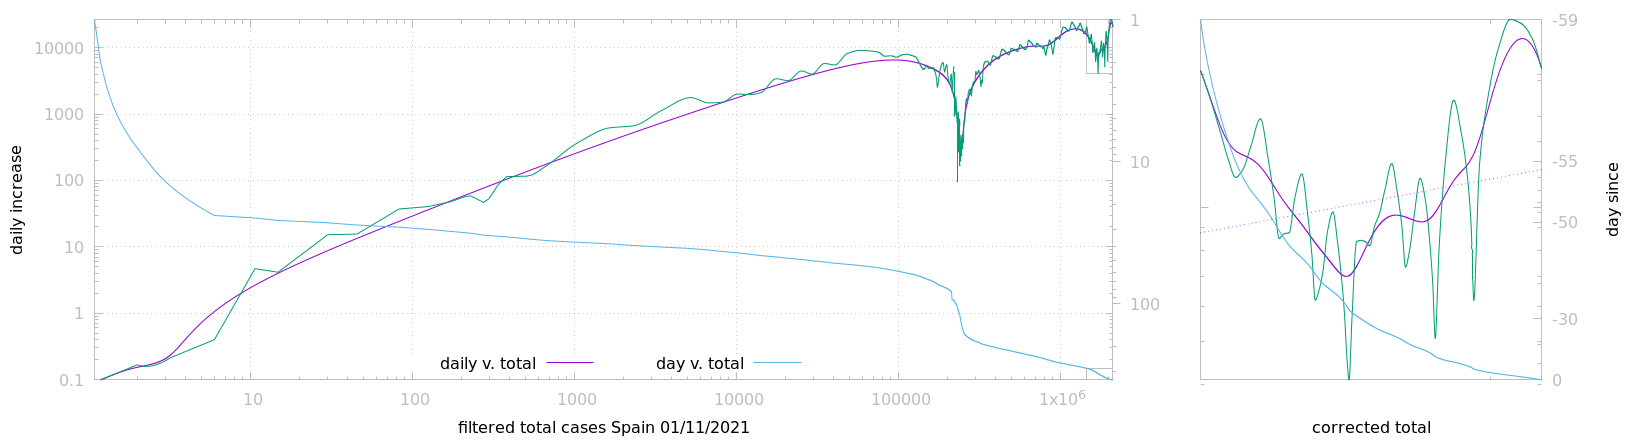 daily increase
10000
1000
100
10
1
0.1
daily v. total
day v. total
10
100
1000
10000
100000
1x10⁶
filtered total cases Spain 01/11/2021
1
10
100
-59
-55
-50
-30
0
day since
corrected total